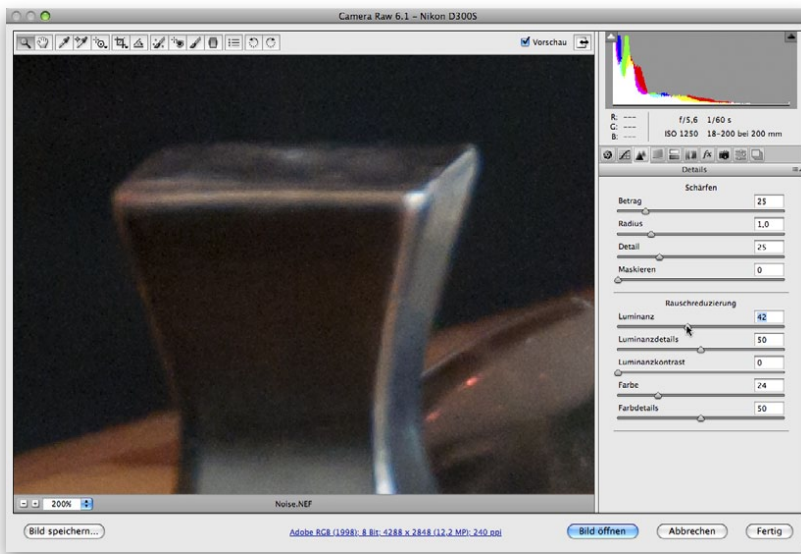 Camera Raw 6.1 – Nikon D300S
Vorschau
R: ---
G: ---
B: ---
f/5,6 1/60 s
ISO 1250 18-200 bei 200 mm
fx
Details
Schärfen
Betrag 25
Radius 1,0
Detail 25
Maskieren 0
Rauschreduzierung
Luminanz 42
Luminanzdetails 50
Luminanzkontrast 0
Farbe 24
Farbdetails 50
200%
Noise.NEF
Bild speichern...
Adobe RGB (1998); 8 Bit; 4288 x 2848 (12,2 MP); 240 ppi
Bild öffnen
Abbrechen
Fertig